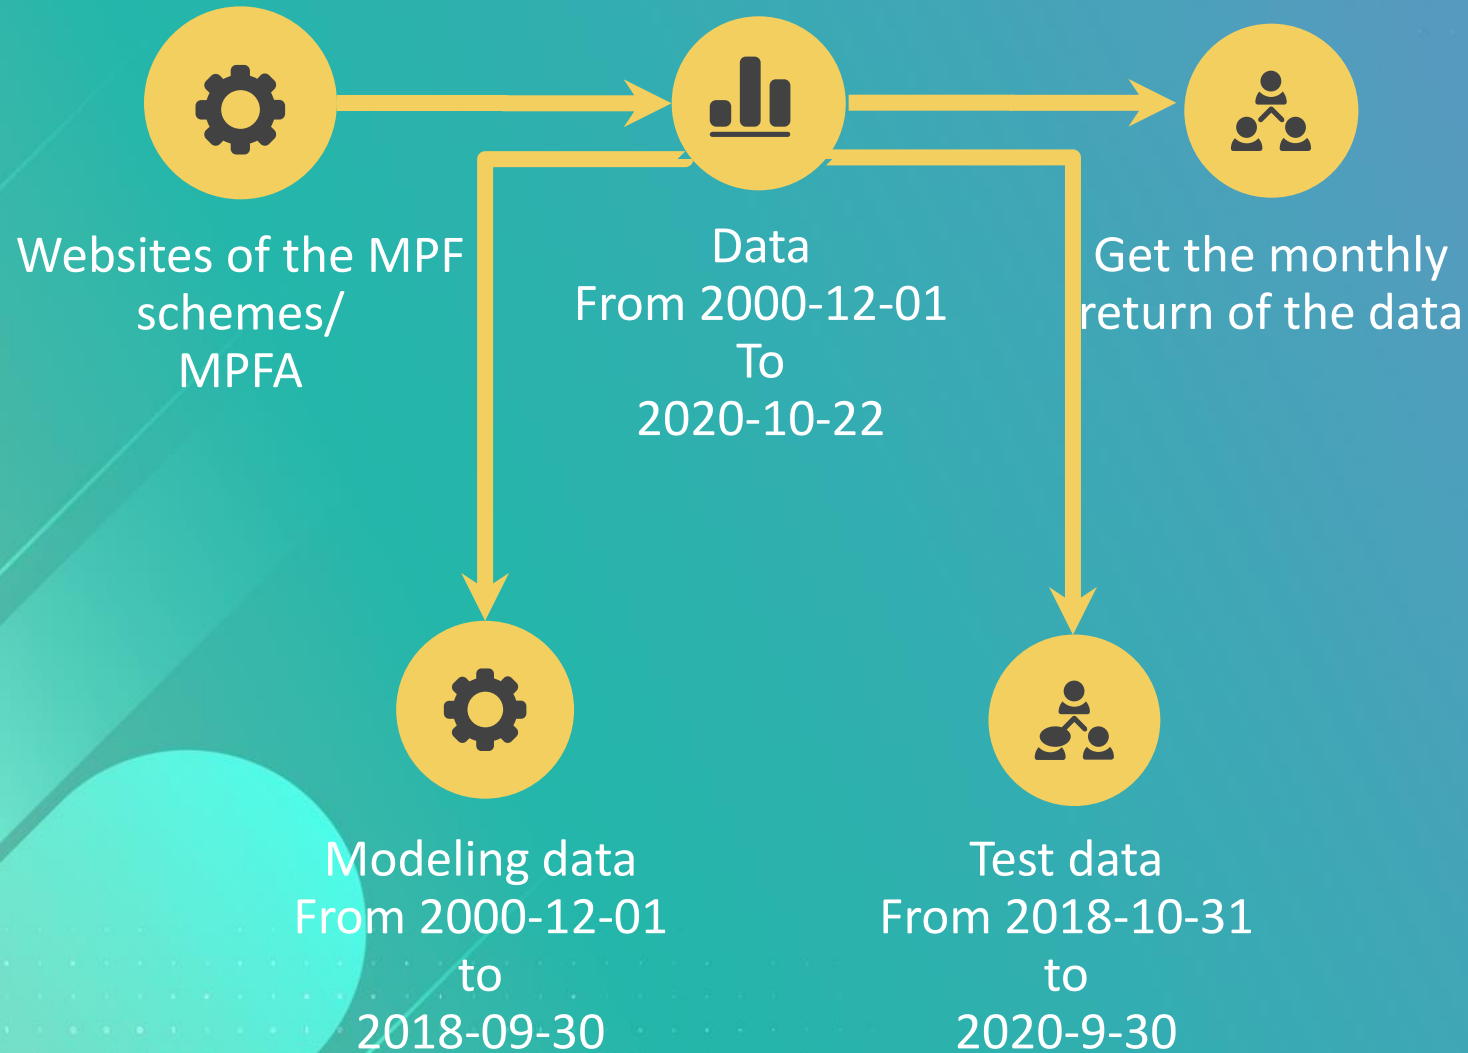 Websites of the MPF
schemes/
MPFA
Data
From 2000-12-01
To
2020-10-22
Get the monthly
return of the data
Modeling data
From 2000-12-01
to
2018-09-30
Test data
From 2018-10-31
to
2020-9-30